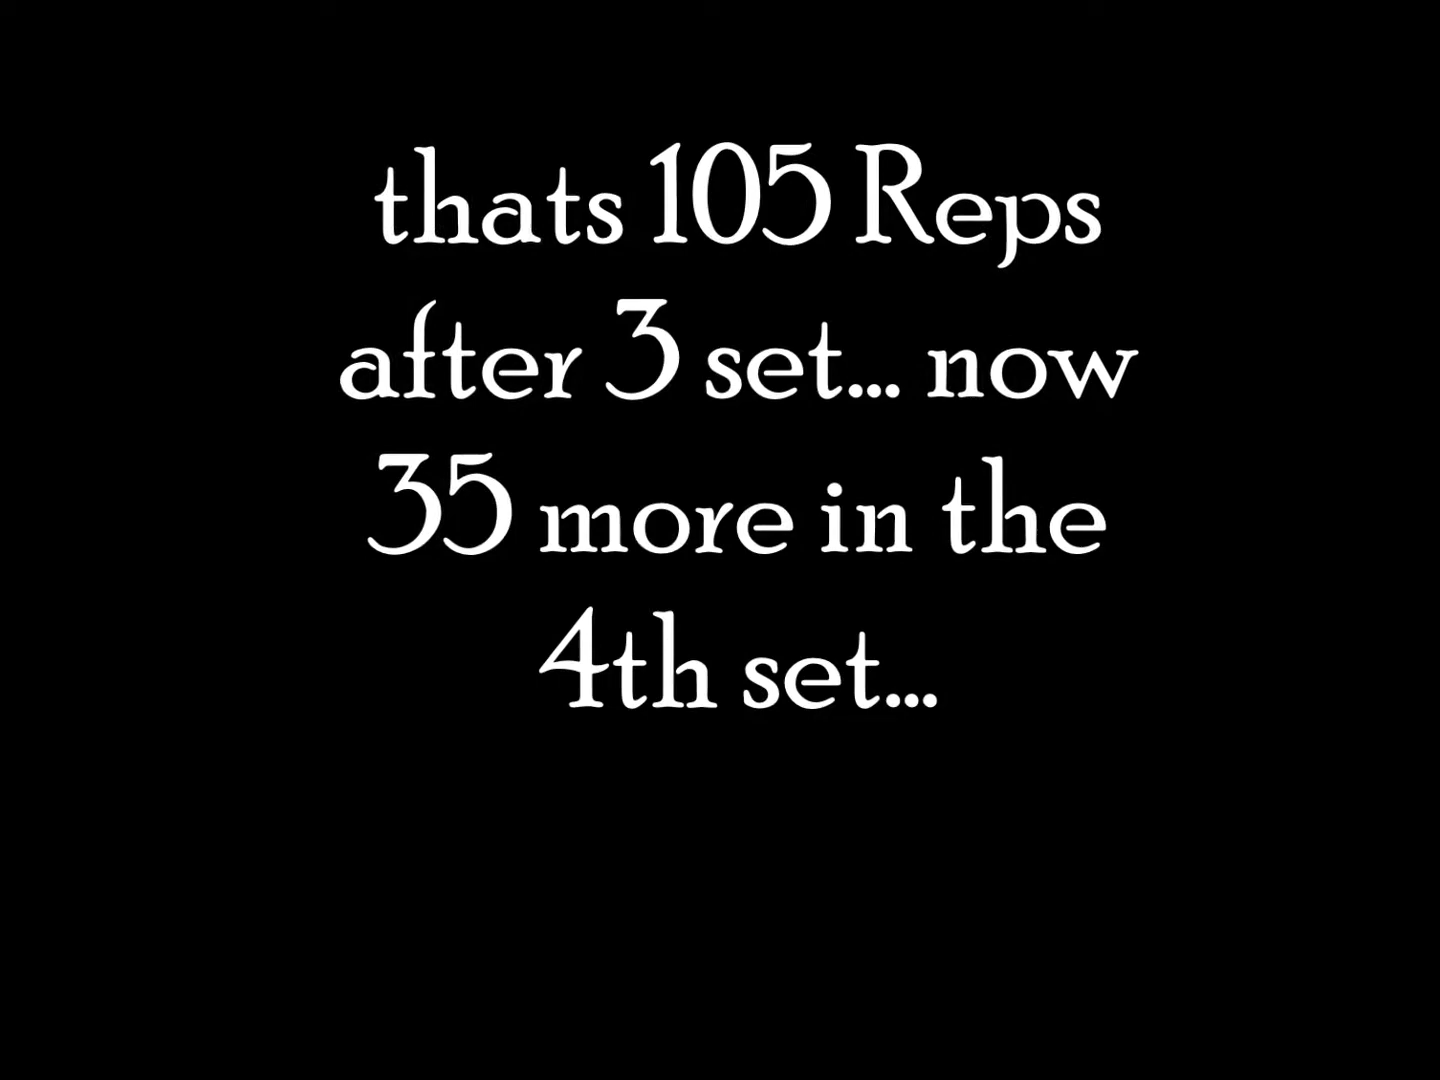 thats 105 Reps
after 3 set... now
35 more in the
4th set...